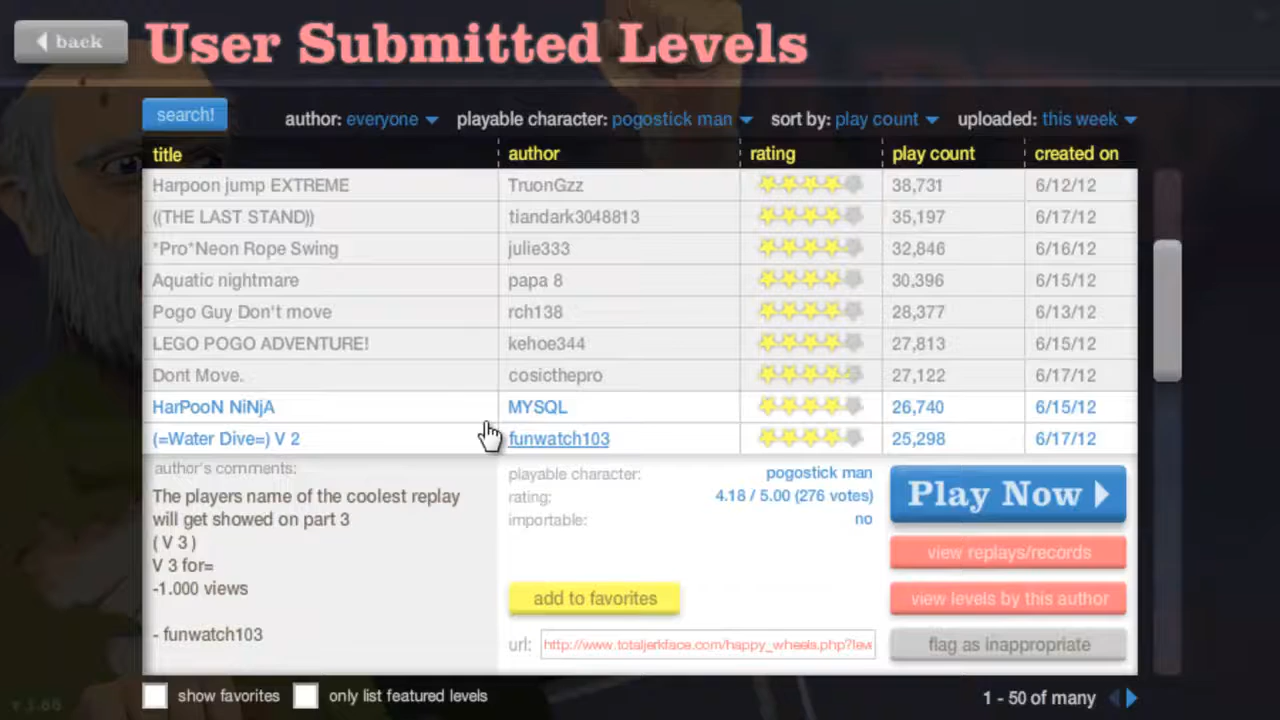 back
User Submitted Levels
search!
author: everyone playable character: pogostick man sort by: play count uploaded: this week
title author rating play count created on
Harpoon jump EXTREME TruonGzz 38,731 6/12/12
((THE LAST STAND)) tiandark3048813 35,197 6/17/12
*Pro*Neon Rope Swing julie333 32,846 6/16/12
Aquatic nightmare papa 8 30,396 6/15/12
Pogo Guy Don't move rch138 28,377 6/13/12
LEGO POGO ADVENTURE! kehoe344 27,813 6/15/12
Dont Move. cosicthepro 27,122 6/17/12
HarPooN NiNjA MYSQL 26,740 6/15/12
(=Water Dive=) V 2 funwatch103 25,298 6/17/12
author's comments:
The players name of the coolest replay
will get showed on part 3
( V 3 )
V 3 for=
-1.000 views
- funwatch103
playable character: pogostick man
rating: 4.18 / 5.00 (276 votes)
importable: no
add to favorites
url: http://www.totaljerkface.com/happy_wheels.php?lev
Play Now
view replays/records
view levels by this author
flag as inappropriate
show favorites only list featured levels
1 - 50 of many